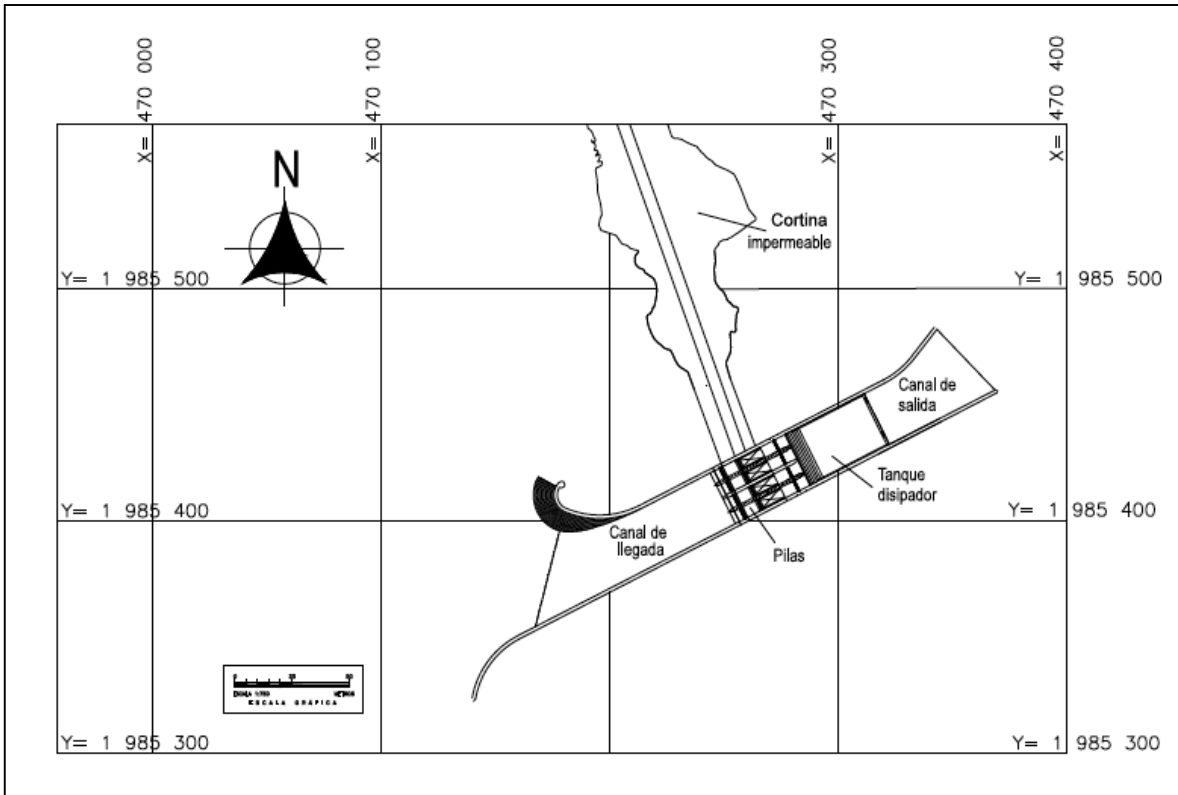 X= 470 000
X= 470 100
X= 470 300
X= 470 400
N
Cortina
impermeable
Y= 1 985 500
Y= 1 985 500
Canal de
salida
Tanque
disipador
Y= 1 985 400
Y= 1 985 400
Canal de
llegada
Pilas
METROS
ESCALA GRÁFICA
Y= 1 985 300
Y= 1 985 300